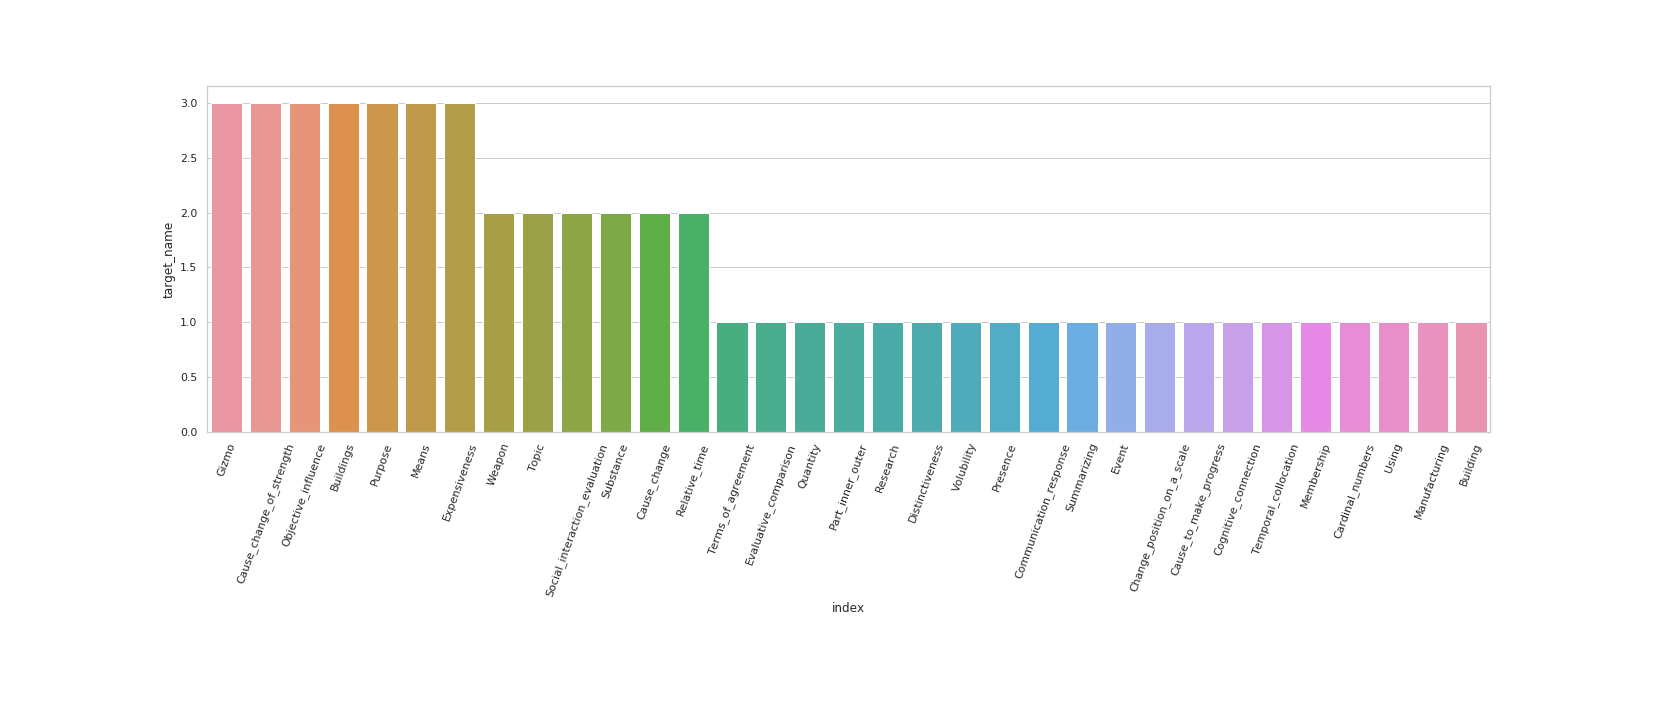 3.0
2.5
2.0
1.5
1.0
0.5
0.0
target_name
Gizmo
Cause_change_of_strength
Objective_influence
Buildings
Purpose
Means
Expensiveness
Weapon
Topic
Social_interaction_evaluation
Substance
Cause_change
Relative_time
Terms_of_agreement
Evaluative_comparison
Quantity
Part_inner_outer
Research
Distinctiveness
Volubility
Presence
Communication_response
Summarizing
Event
Change_position_on_a_scale
Cause_to_make_progress
Cognitive_connection
Temporal_collocation
Membership
Cardinal_numbers
Using
Manufacturing
Building
index